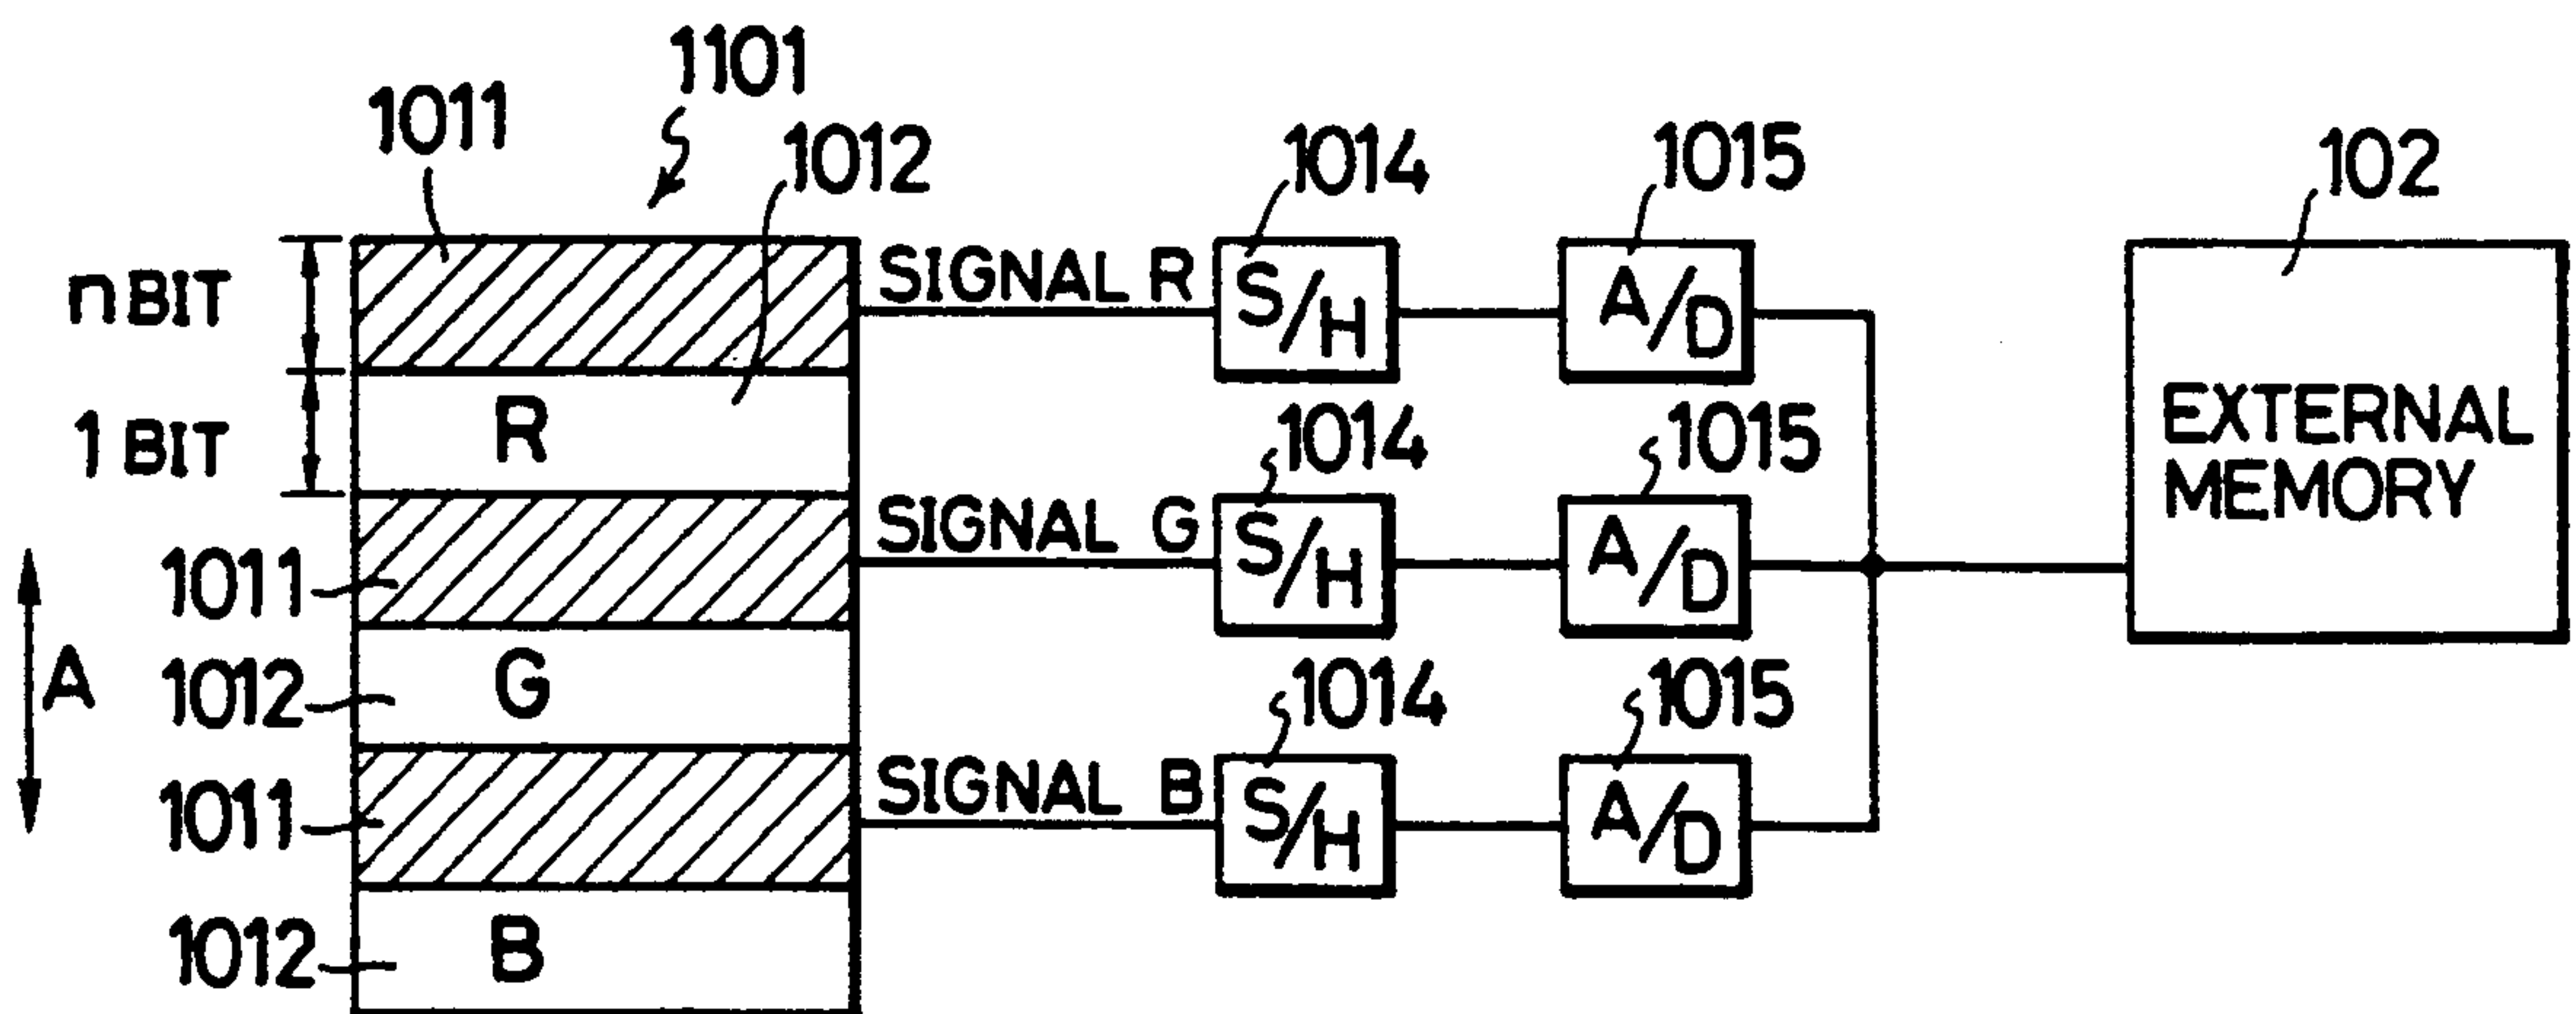 1101
1011
1012
1014
1015
102
n BIT
SIGNAL R
S/H
A/D
1 BIT
R
1014
1015
EXTERNAL
MEMORY
SIGNAL G
S/H
A/D
1011
A
1012
G
1014
1015
1011
SIGNAL B
S/H
A/D
1012
B